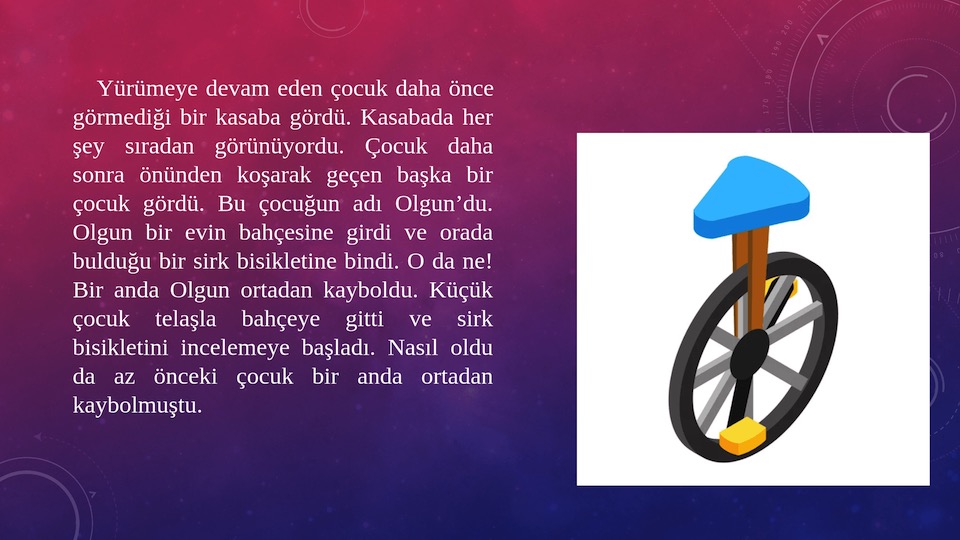 Yürümeye devam eden çocuk daha önce
görmediği bir kasaba gördü. Kasabada her
şey sıradan görünüyordu. Çocuk daha
sonra önünden koşarak geçen başka bir
çocuk gördü. Bu çocuğun adı Olgun’du.
Olgun bir evin bahçesine girdi ve orada
bulduğu bir sirk bisikletine bindi. O da ne!
Bir anda Olgun ortadan kayboldu. Küçük
çocuk telaşla bahçeye gitti ve sirk
bisikletini incelemeye başladı. Nasıl oldu
da az önceki çocuk bir anda ortadan
kaybolmuştu.